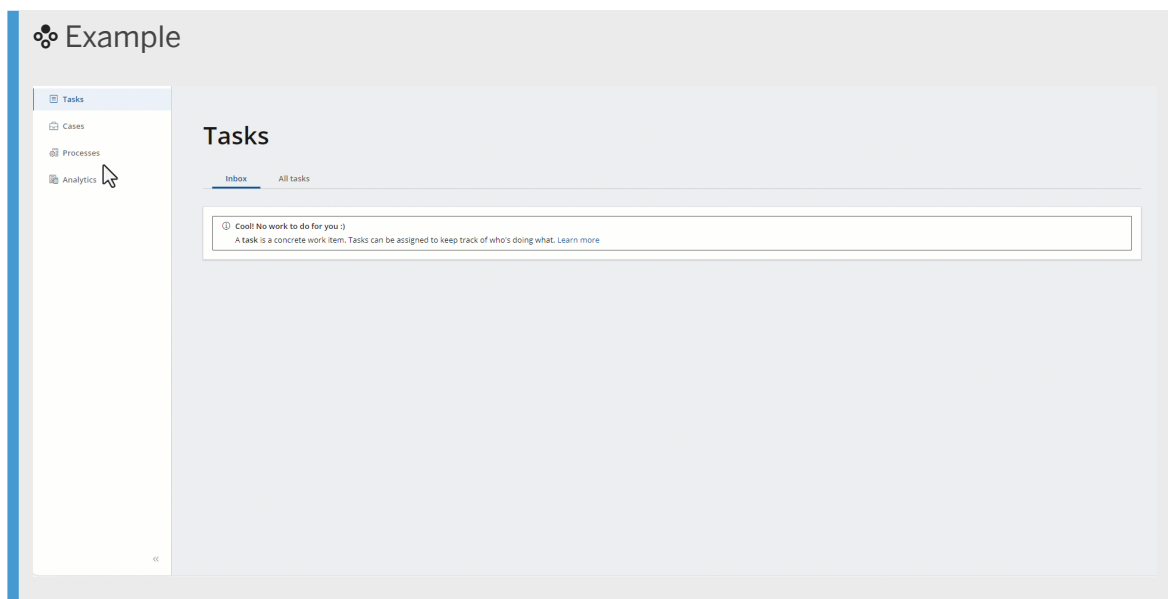 Example
Tasks
Cases
Processes
Analytics
Tasks
Inbox
All tasks
Cool! No work to do for you :)
A task is a concrete work item. Tasks can be assigned to keep track of who's doing what. Learn more
«